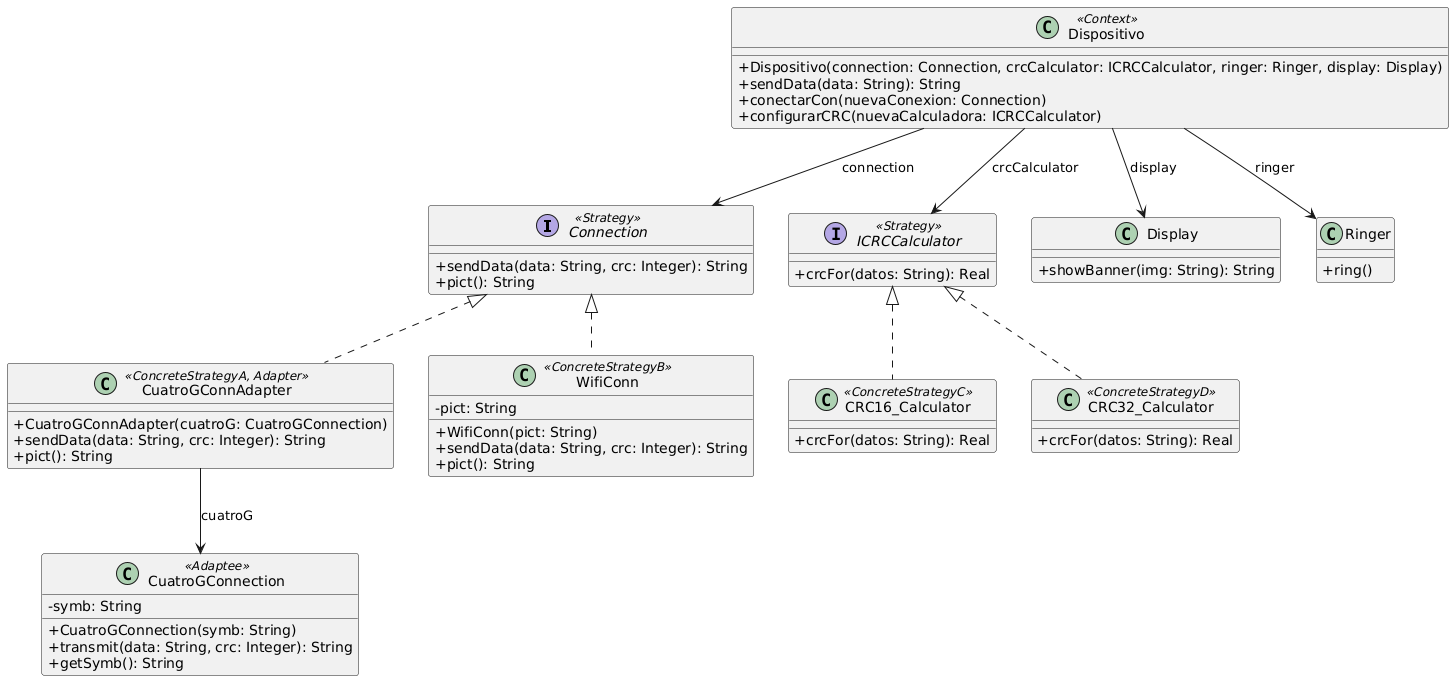 «Context»
Dispositivo
+Dispositivo(connection: Connection, crcCalculator: ICRCCalculator, ringer: Ringer, display: Display)
+sendData(data: String): String
+conectarCon(nuevaConexion: Connection)
+configurarCRC(nuevaCalculadora: ICRCCalculator)
connection
crcCalculator
display
ringer
«Strategy»
Connection
+sendData(data: String, crc: Integer): String
+pict(): String
«Strategy»
ICRCCalculator
+crcFor(datos: String): Real
Display
+showBanner(img: String): String
Ringer
+ring()
«ConcreteStrategyA, Adapter»
CuatroGConnAdapter
+CuatroGConnAdapter(cuatroG: CuatroGConnection)
+sendData(data: String, crc: Integer): String
+pict(): String
«ConcreteStrategyB»
WifiConn
-pict: String
+WifiConn(pict: String)
+sendData(data: String, crc: Integer): String
+pict(): String
«ConcreteStrategyC»
CRC16_Calculator
+crcFor(datos: String): Real
«ConcreteStrategyD»
CRC32_Calculator
+crcFor(datos: String): Real
cuatroG
«Adaptee»
CuatroGConnection
-symb: String
+CuatroGConnection(symb: String)
+transmit(data: String, crc: Integer): String
+getSymb(): String